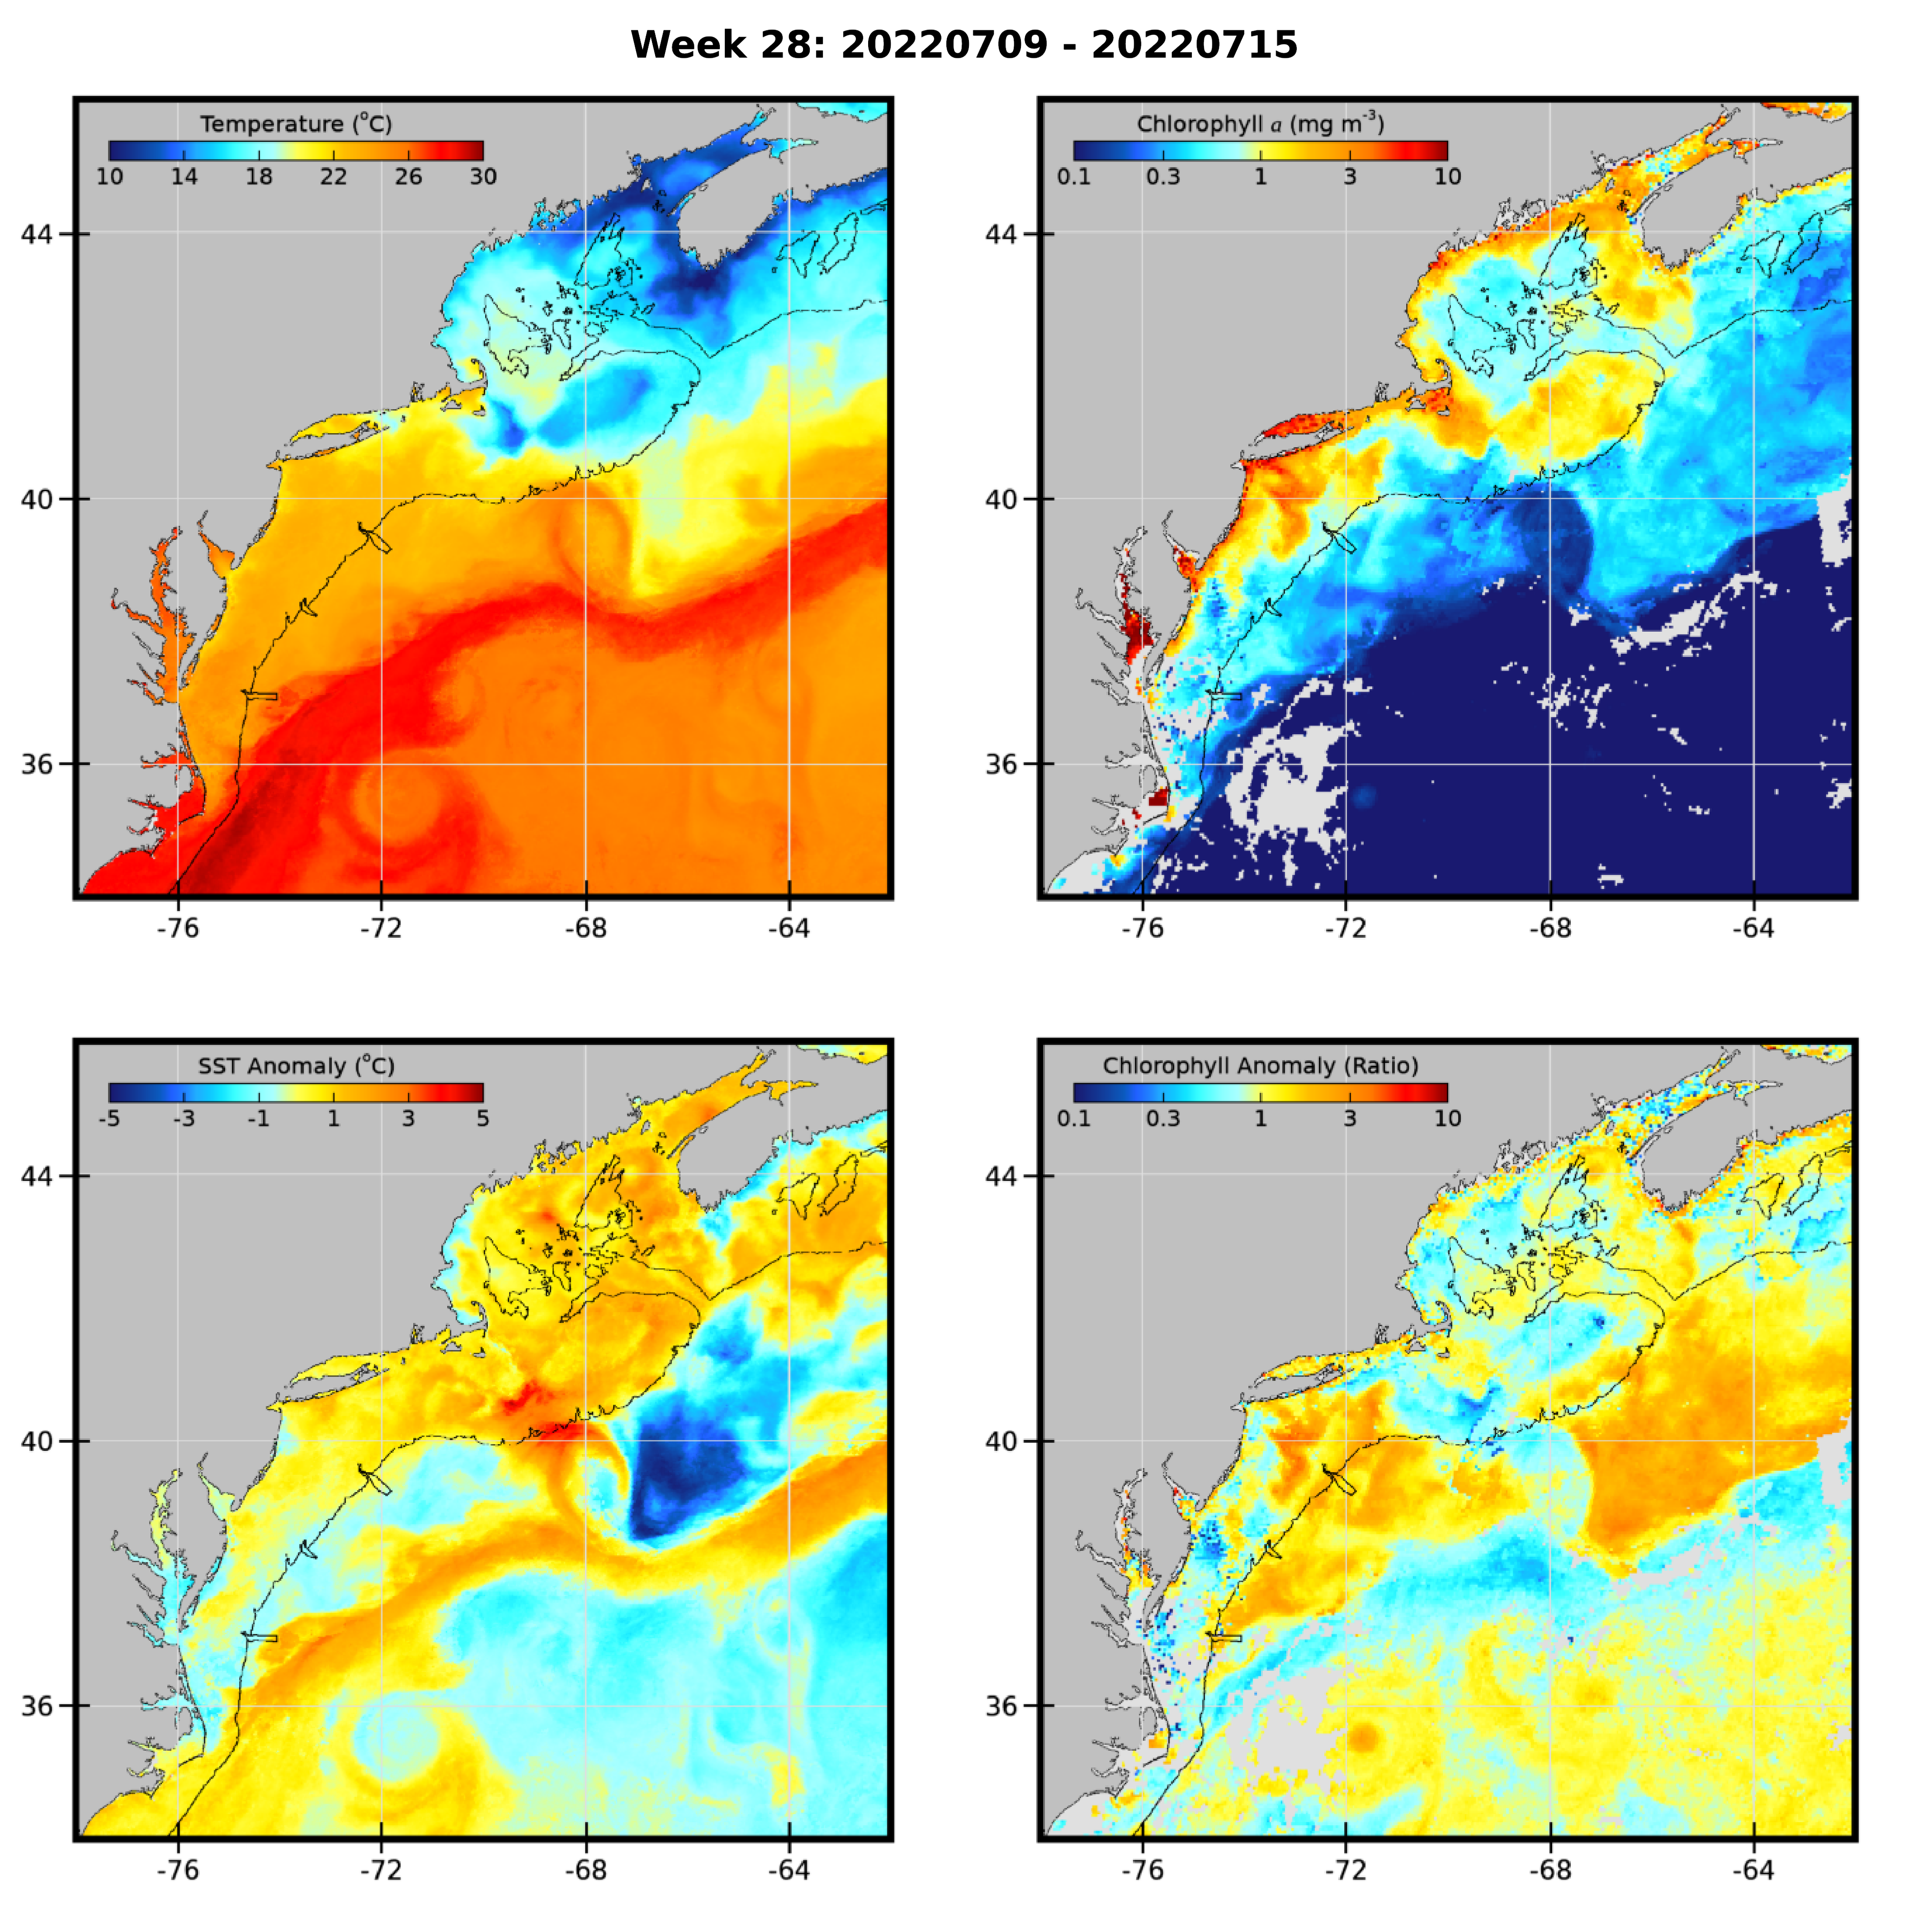 Week 28: 20220709 - 20220715
Temperature (°C)
10 14 18 22 26 30
44
40
36
-76 -72 -68 -64
Chlorophyll a (mg m⁻³)
0.1 0.3 1 3 10
44
40
36
-76 -72 -68 -64
SST Anomaly (°C)
-5 -3 -1 1 3 5
44
40
36
-76 -72 -68 -64
Chlorophyll Anomaly (Ratio)
0.1 0.3 1 3 10
44
40
36
-76 -72 -68 -64